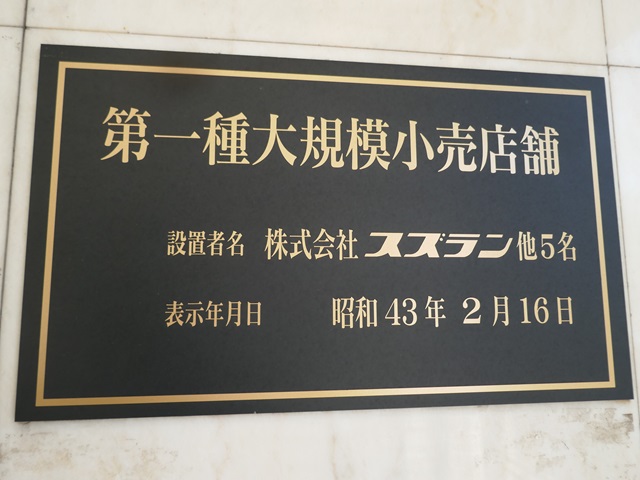 第一種大規模小売店舗
設置者名 株式会社 スズラン 他5名
表示年月日 昭和43年 2月16日